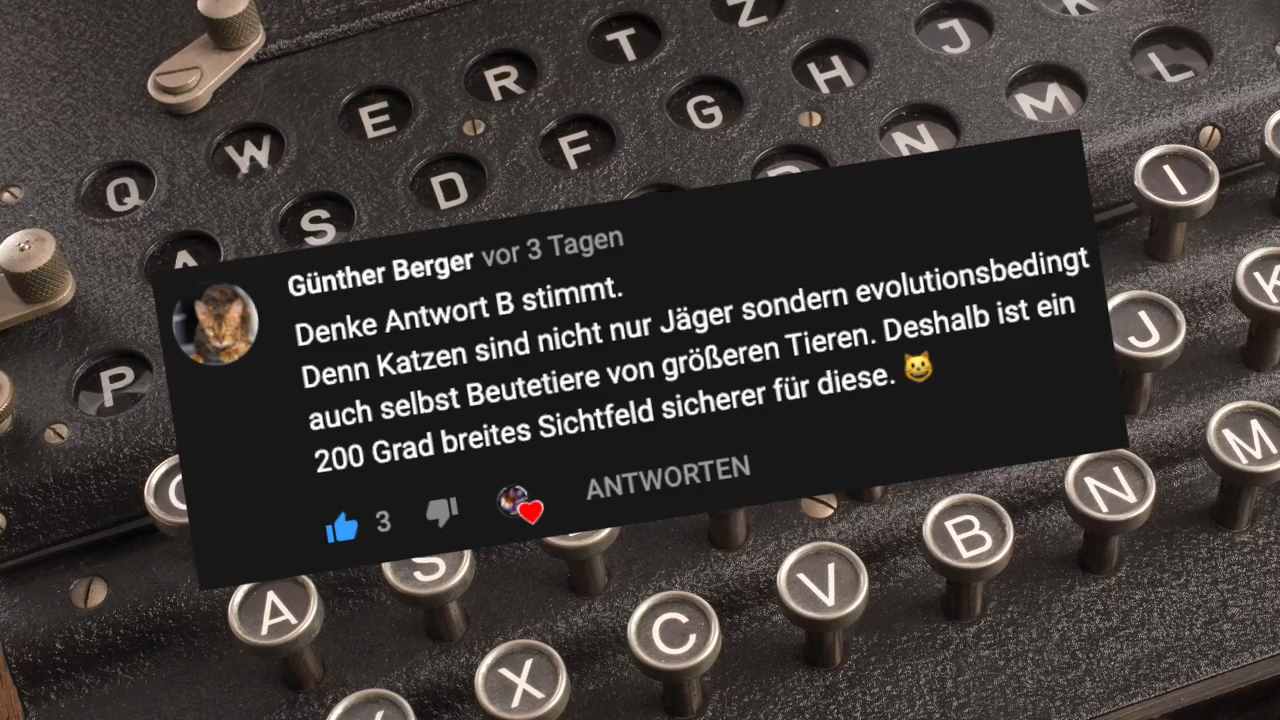 Z K
T J
R H L
E G M
W F N
Q D
S I
A
Günther Berger vor 3 Tagen
Denke Antwort B stimmt.
Denn Katzen sind nicht nur Jäger sondern evolutionsbedingt
auch selbst Beutetiere von größeren Tieren. Deshalb ist ein
200 Grad breites Sichtfeld sicherer für diese. 😺
3 ANTWORTEN
K
J
P
M
N
B
S V
A C
X